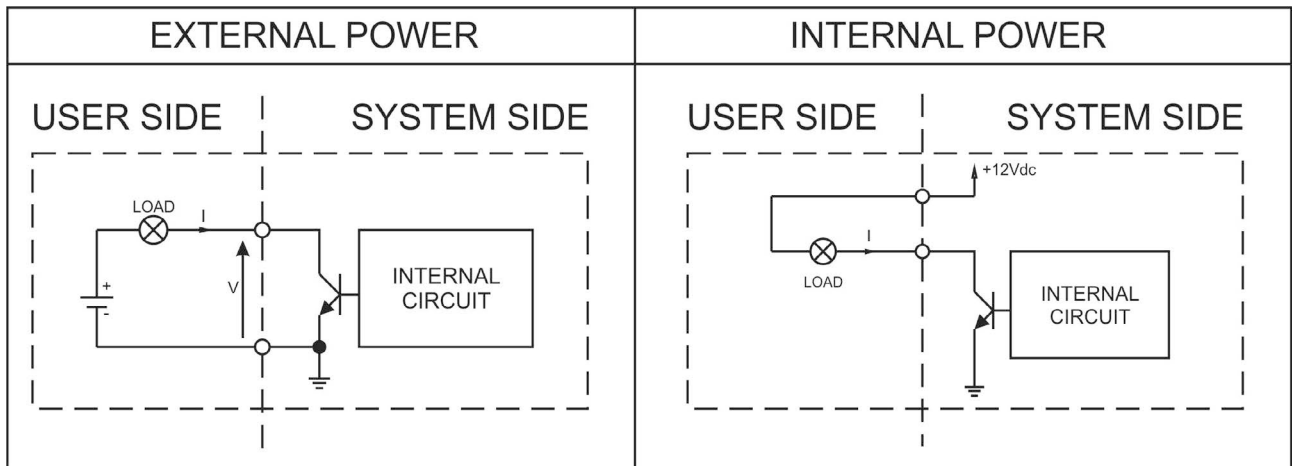 EXTERNAL POWER
USER SIDE
SYSTEM SIDE
LOAD
I
+
-
V
INTERNAL
CIRCUIT
INTERNAL POWER
USER SIDE
SYSTEM SIDE
+12Vdc
I
LOAD
INTERNAL
CIRCUIT